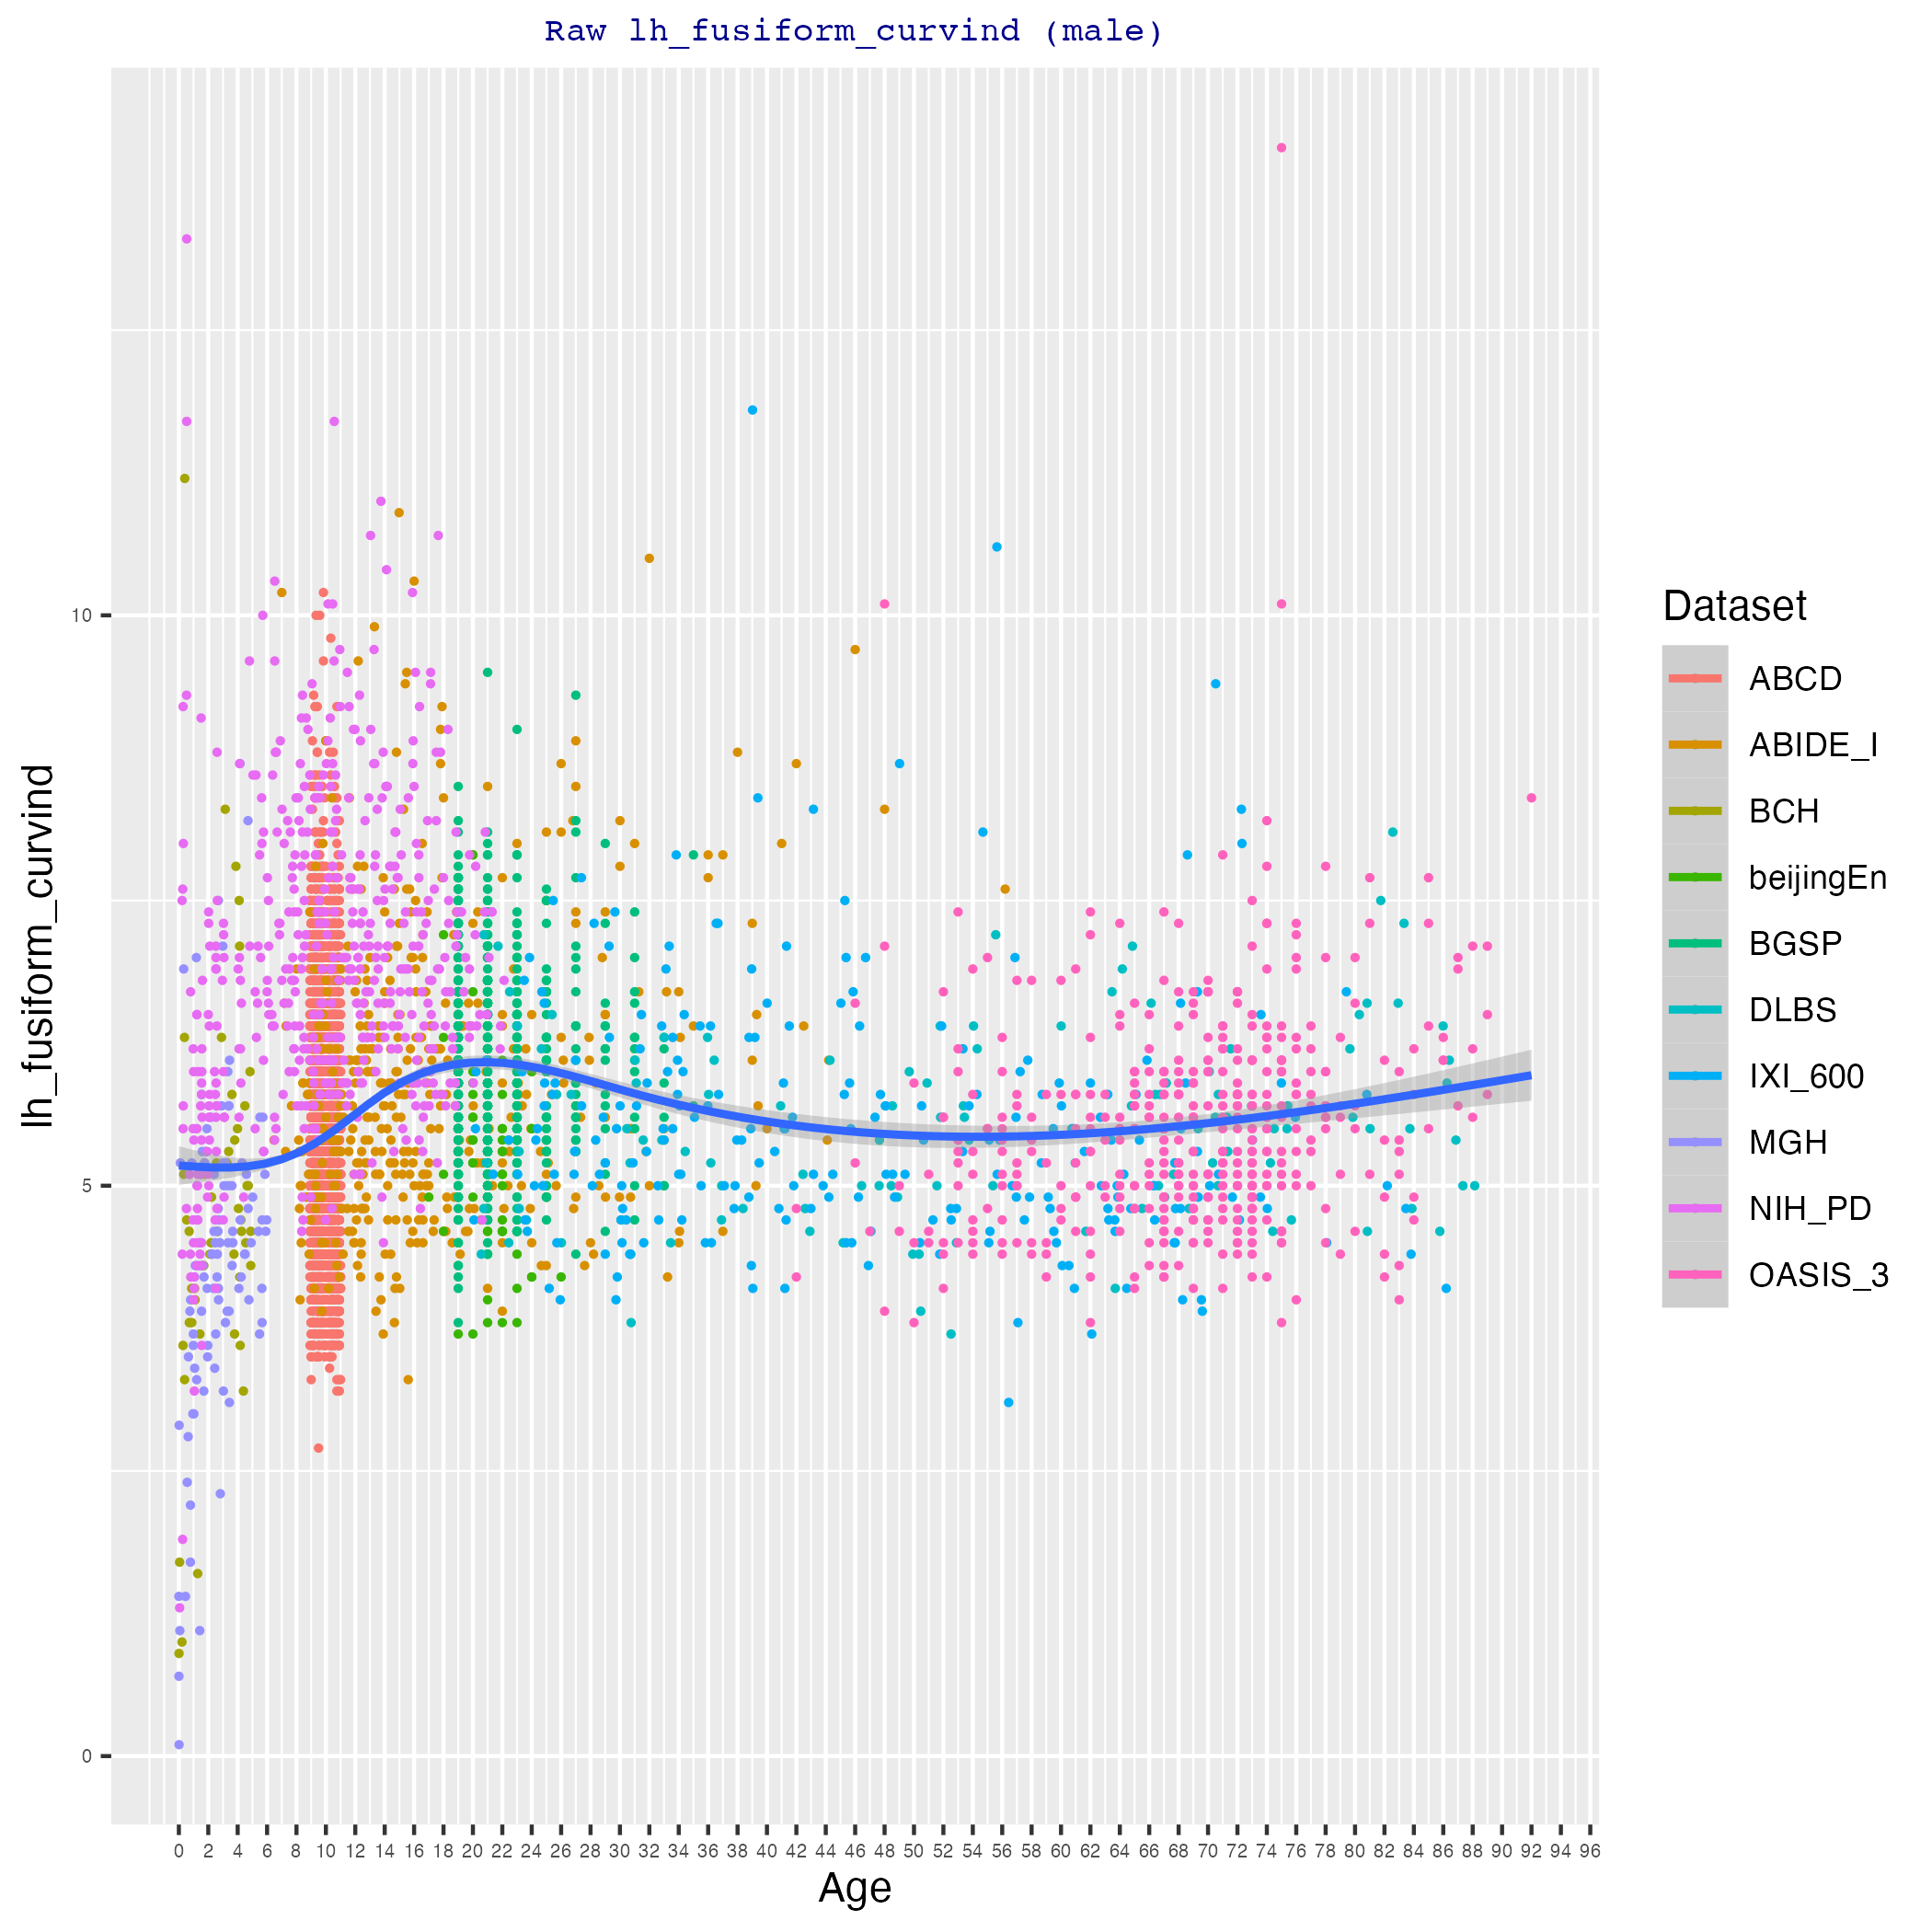 Raw lh_fusiform_curvind (male)
lh_fusiform_curvind
10
5
0
0 2 4 6 8 10 12 14 16 18 20 22 24 26 28 30 32 34 36 38 40 42 44 46 48 50 52 54 56 58 60 62 64 66 68 70 72 74 76 78 80 82 84 86 88 90 92 94 96
Age
Dataset
ABCD
ABIDE_I
BCH
beijingEn
BGSP
DLBS
IXI_600
MGH
NIH_PD
OASIS_3